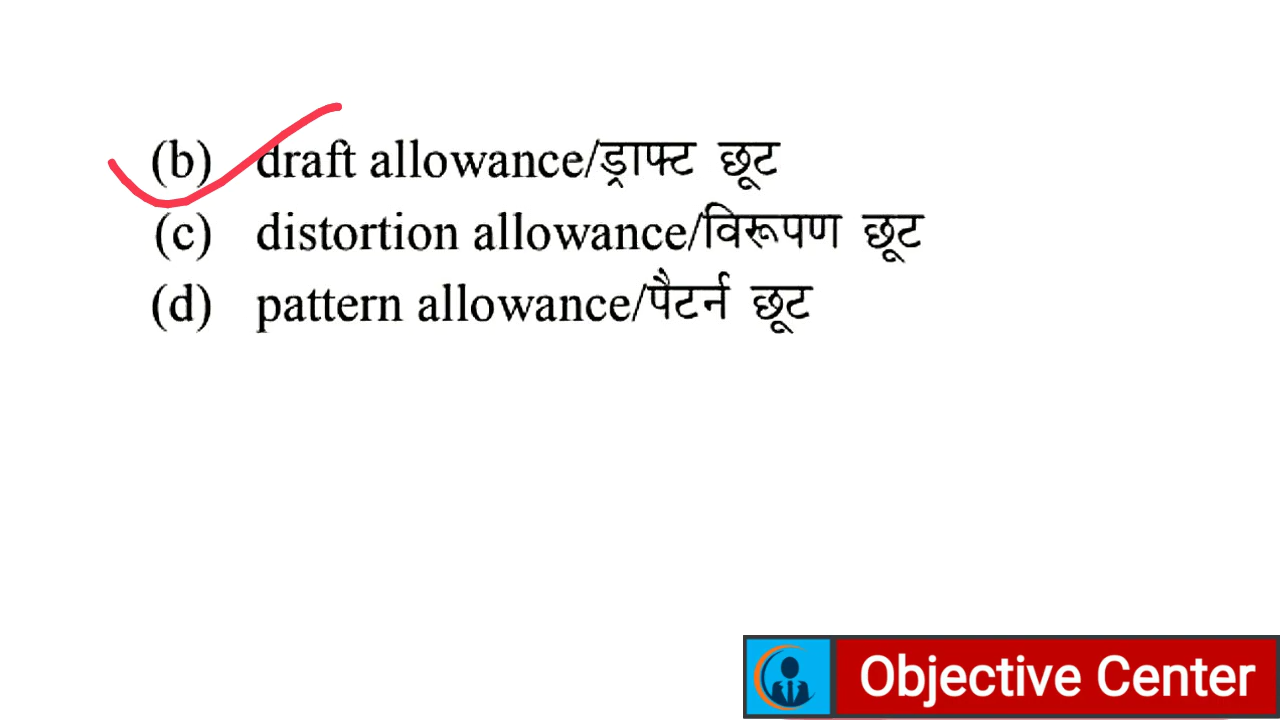 (b) draft allowance/ड्राफ्ट छूट
(c) distortion allowance/विरूपण छूट
(d) pattern allowance/पैटर्न छूट
Objective Center